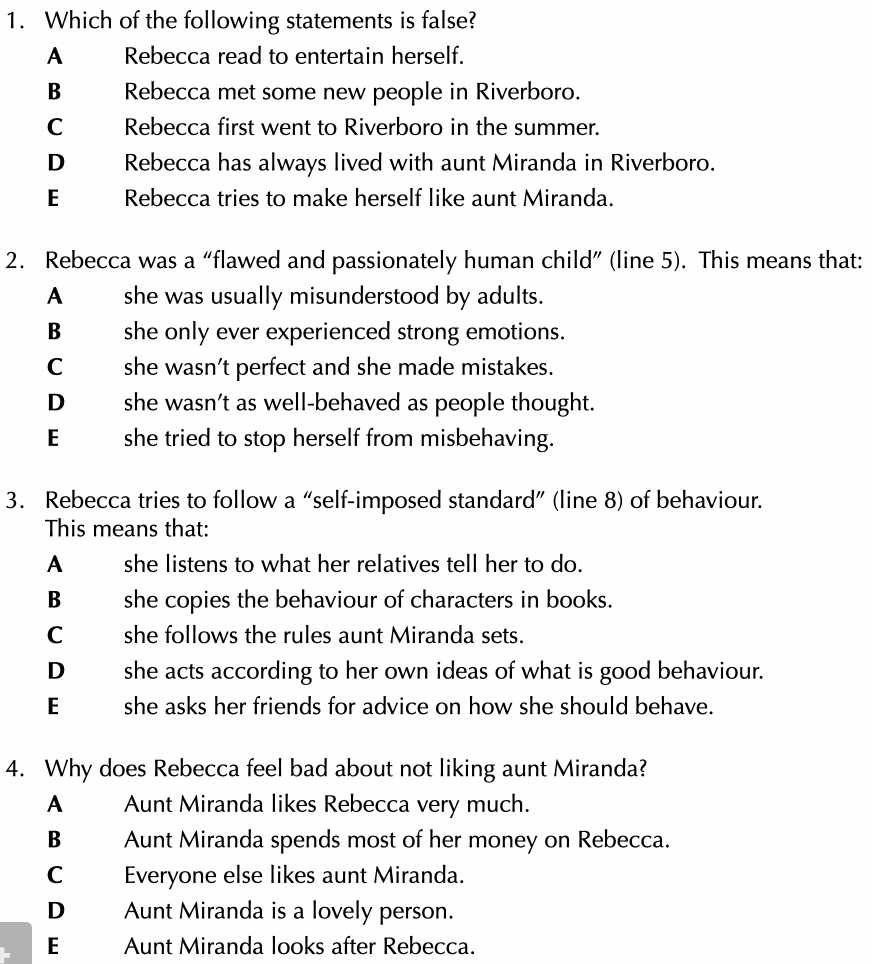 1. Which of the following statements is false?
A Rebecca read to entertain herself.
B Rebecca met some new people in Riverboro.
C Rebecca first went to Riverboro in the summer.
D Rebecca has always lived with aunt Miranda in Riverboro.
E Rebecca tries to make herself like aunt Miranda.
2. Rebecca was a “flawed and passionately human child” (line 5). This means that:
A she was usually misunderstood by adults.
B she only ever experienced strong emotions.
C she wasn’t perfect and she made mistakes.
D she wasn’t as well-behaved as people thought.
E she tried to stop herself from misbehaving.
3. Rebecca tries to follow a “self-imposed standard” (line 8) of behaviour.
This means that:
A she listens to what her relatives tell her to do.
B she copies the behaviour of characters in books.
C she follows the rules aunt Miranda sets.
D she acts according to her own ideas of what is good behaviour.
E she asks her friends for advice on how she should behave.
4. Why does Rebecca feel bad about not liking aunt Miranda?
A Aunt Miranda likes Rebecca very much.
B Aunt Miranda spends most of her money on Rebecca.
C Everyone else likes aunt Miranda.
D Aunt Miranda is a lovely person.
E Aunt Miranda looks after Rebecca.